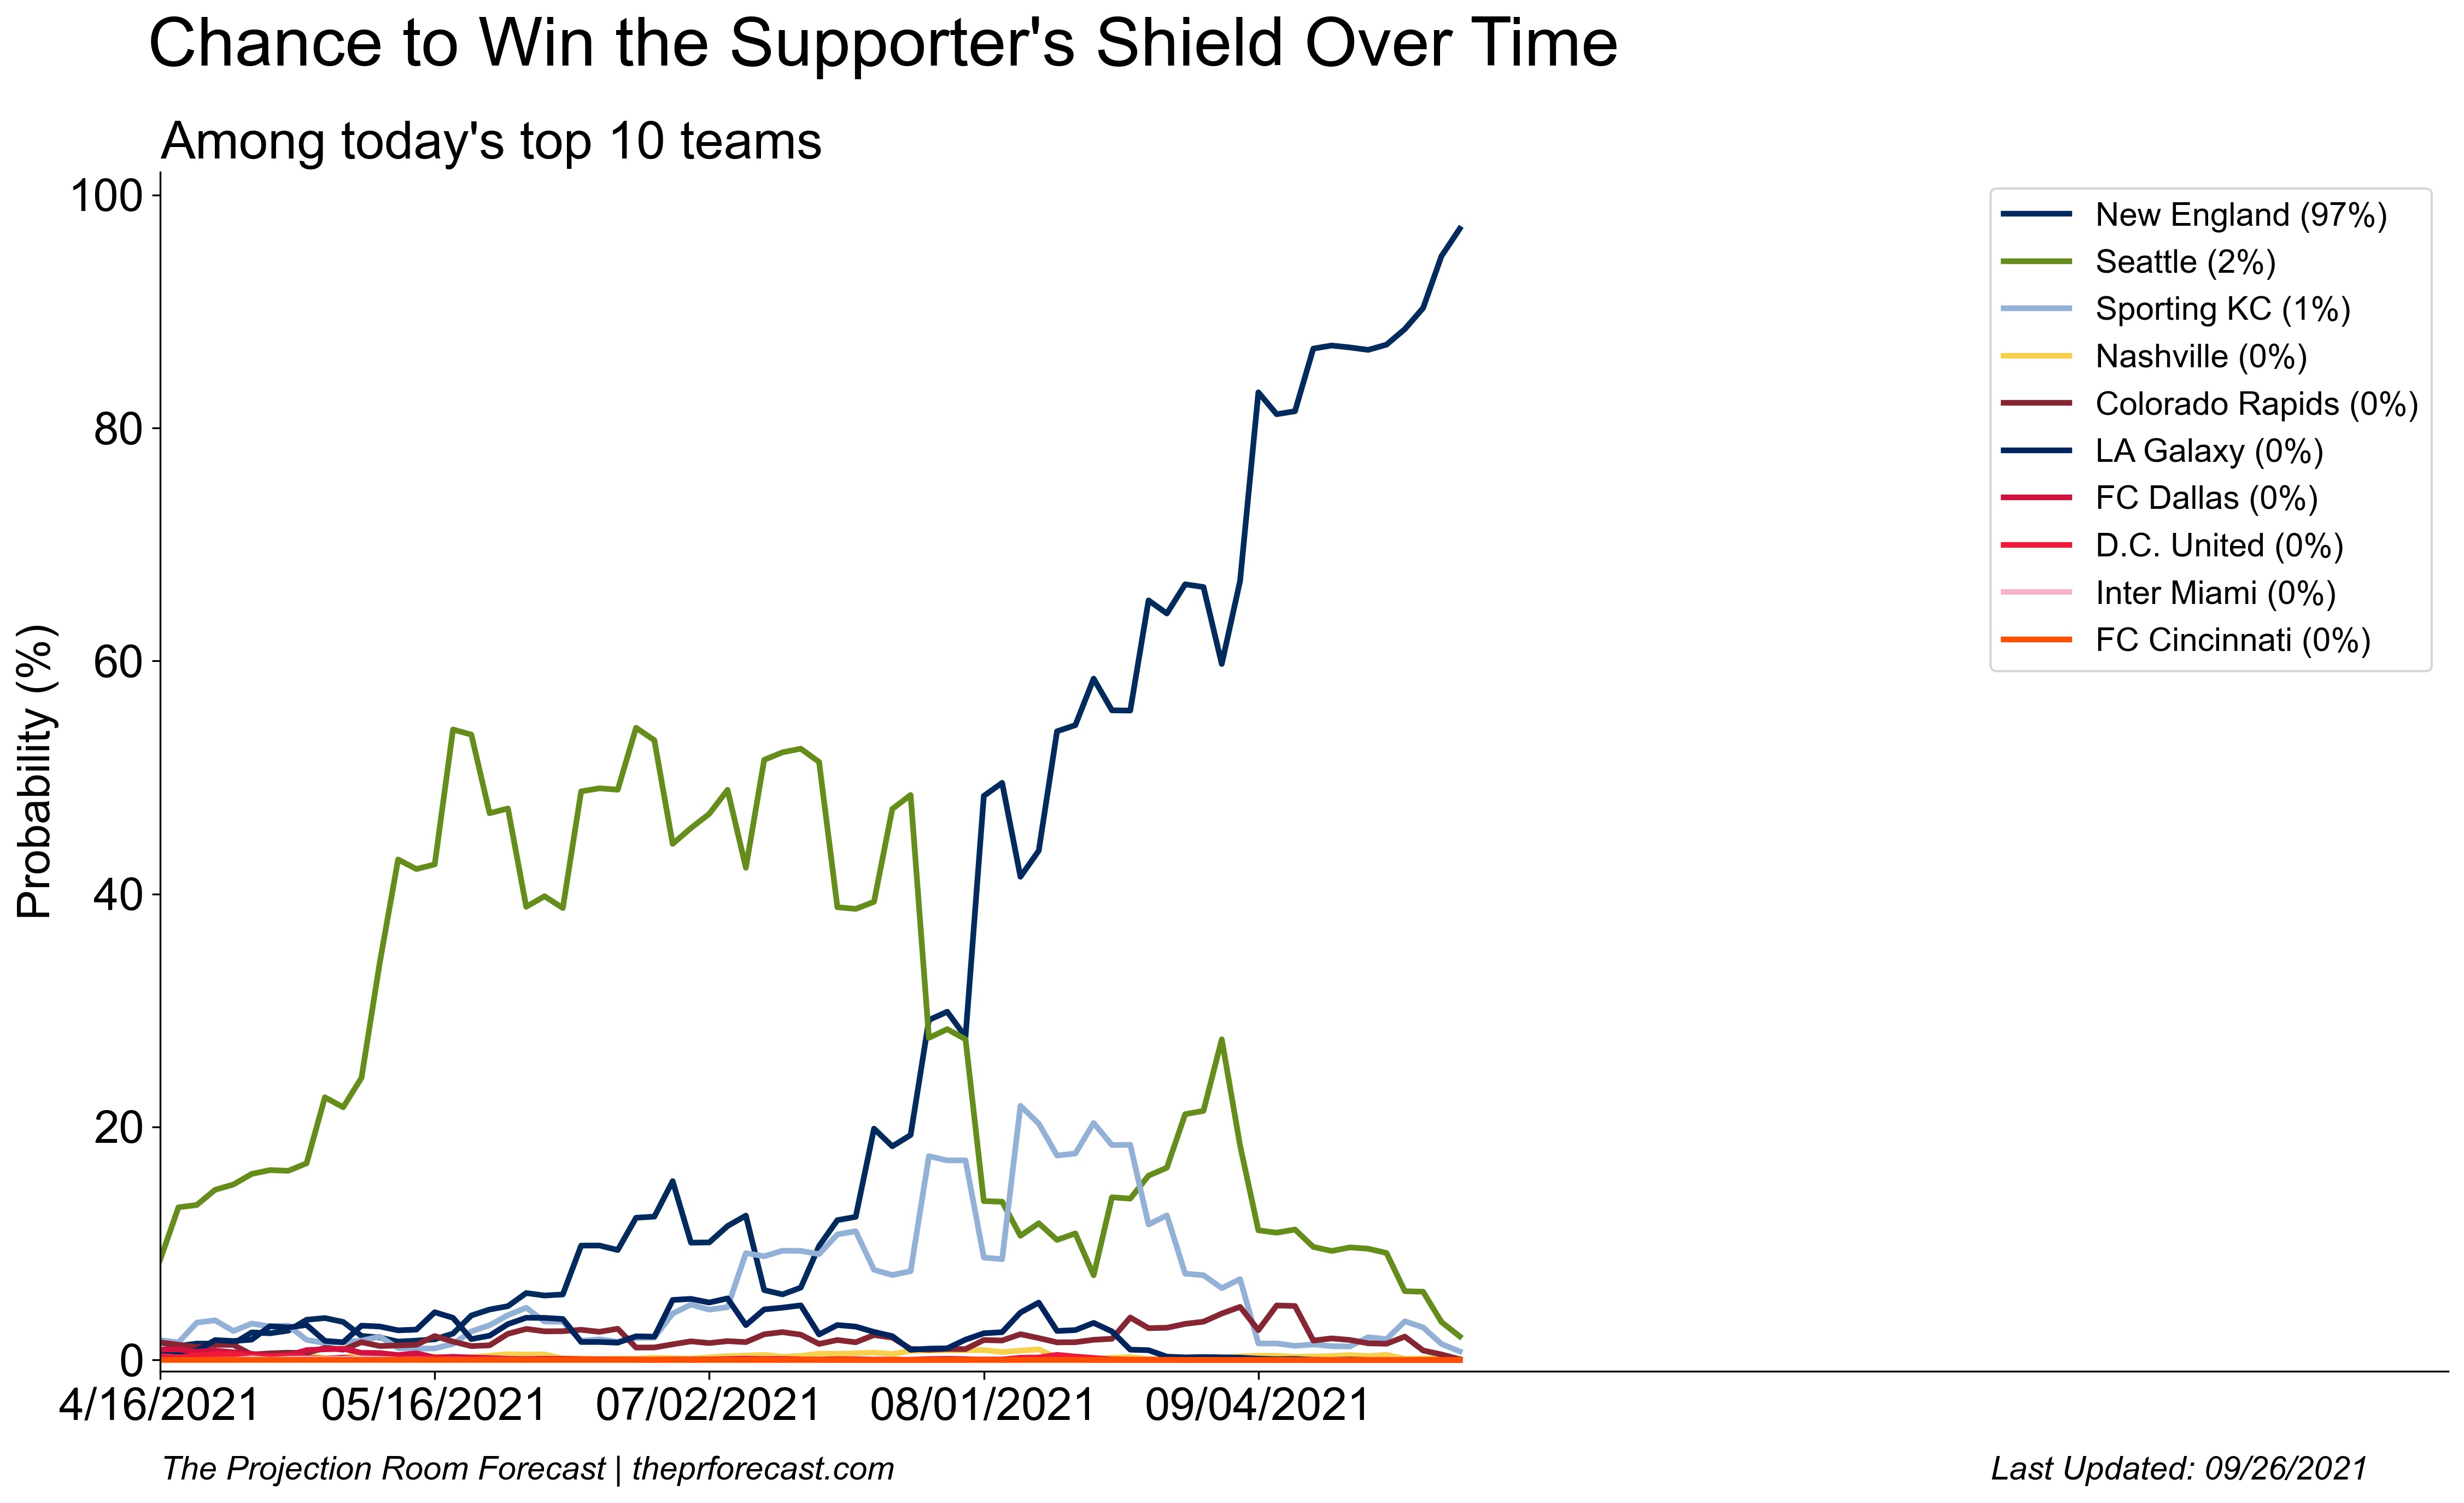 Chance to Win the Supporter's Shield Over Time
Among today's top 10 teams
100
80
60
40
20
0
Probability (%)
New England (97%)
Seattle (2%)
Sporting KC (1%)
Nashville (0%)
Colorado Rapids (0%)
LA Galaxy (0%)
FC Dallas (0%)
D.C. United (0%)
Inter Miami (0%)
FC Cincinnati (0%)
4/16/2021 05/16/2021 07/02/2021 08/01/2021 09/04/2021
The Projection Room Forecast | theprforecast.com
Last Updated: 09/26/2021